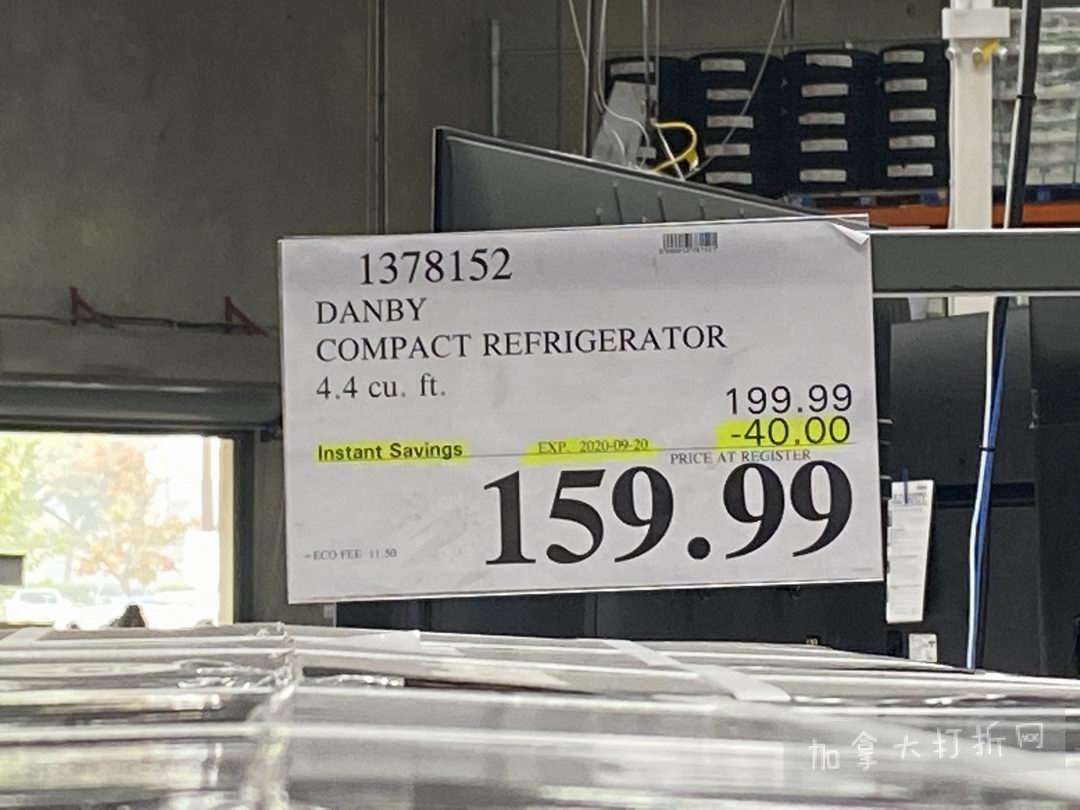 1378152
DANBY
COMPACT REFRIGERATOR
4.4 cu. ft.
199.99
-40.00
Instant Savings EXP. 2020-09-20
PRICE AT REGISTER
159.99
ECO FEE 11.50
加拿大打折网